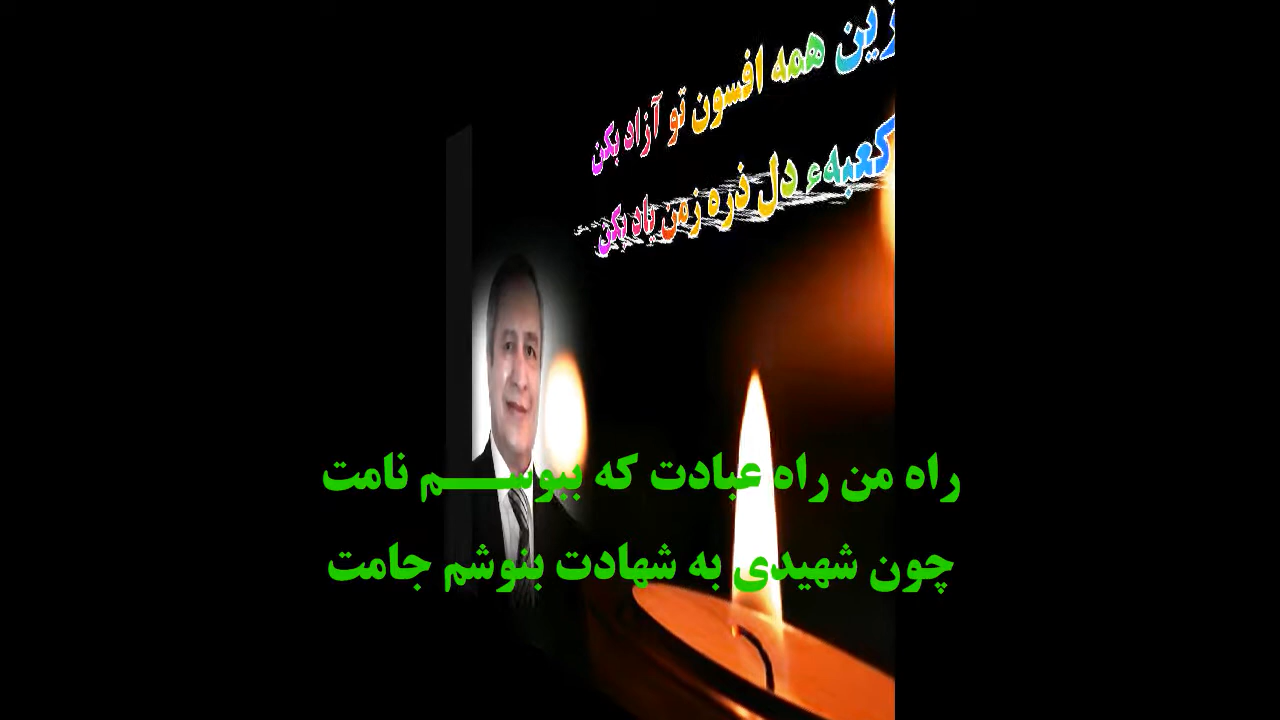 زین همه افسون تو آزاد بکن
کعبهء دل ذره زمن یاد بکن
راه من راه عبادت که ببوســـــم نامت
چون شهیدی به شهادت بنوشم جامت